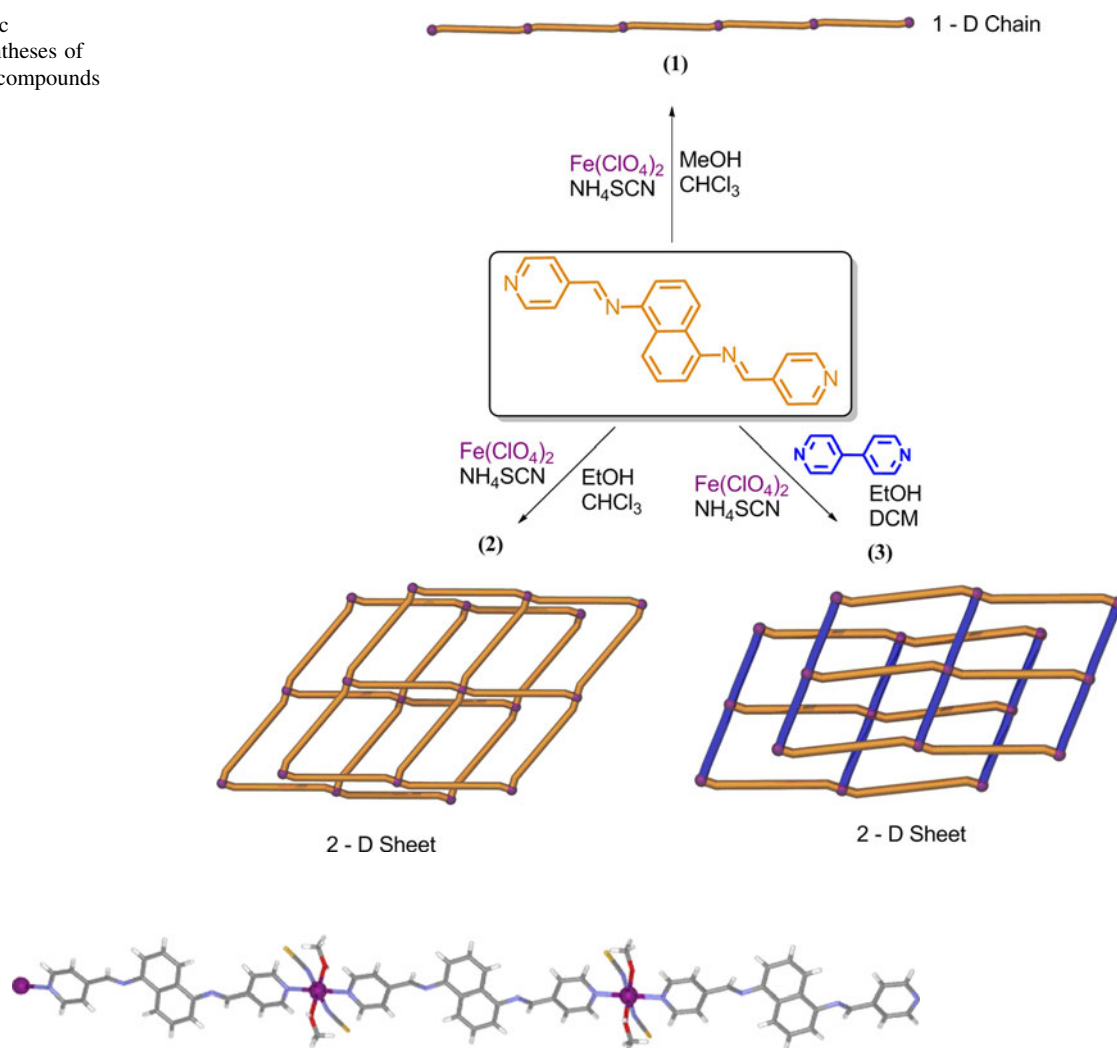 c
ntheses of
compounds
1 - D Chain
(1)
Fe(ClO4)2 MeOH
NH4SCN CHCl3
N
N
N
N
Fe(ClO4)2
NH4SCN
EtOH
CHCl3
N N
Fe(ClO4)2
NH4SCN
EtOH
DCM
(2)
(3)
2 - D Sheet
2 - D Sheet